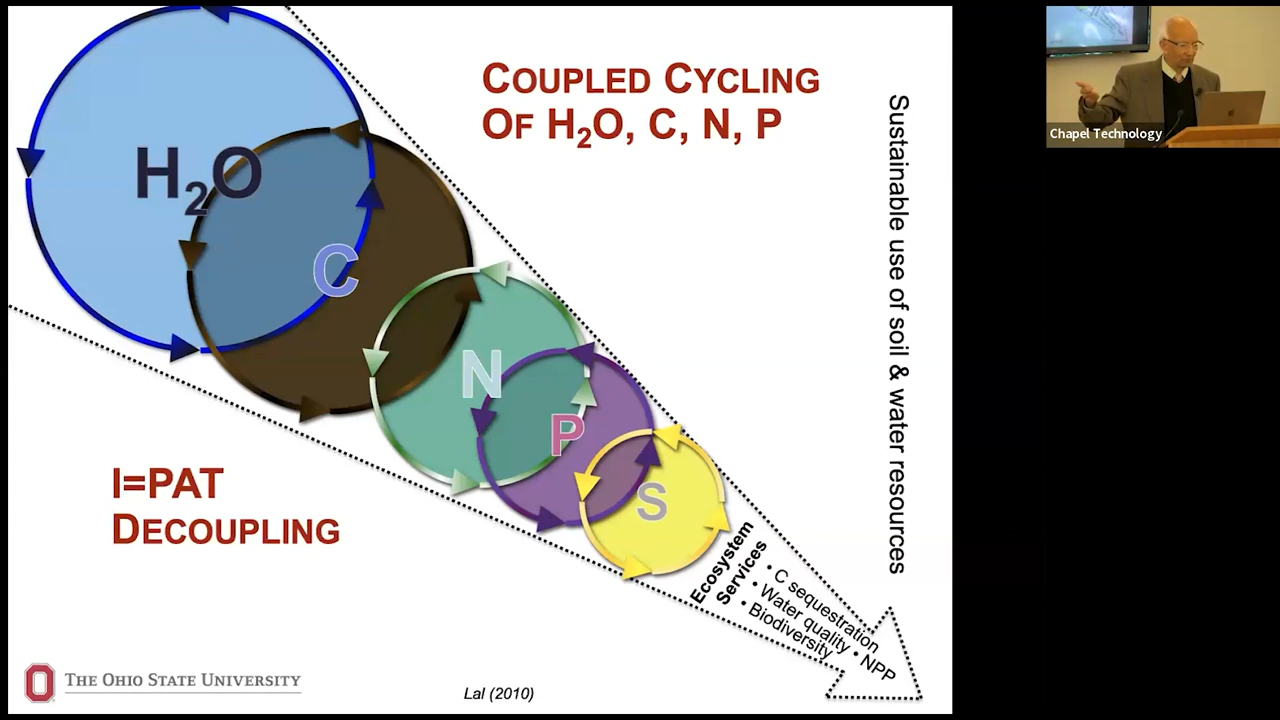 COUPLED CYCLING
OF H₂O, C, N, P
H₂O
C
N
P
S
I=PAT
DECOUPLING
Ecosystem
Services
• C sequestration
• Water quality • NPP
• Biodiversity
Sustainable use of soil & water resources
THE OHIO STATE UNIVERSITY
Lal (2010)
Chapel Technology